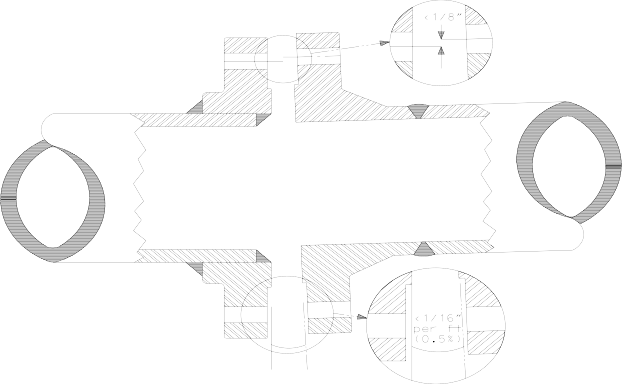 <1/8"
<1/16"
per ft
(0.5%)